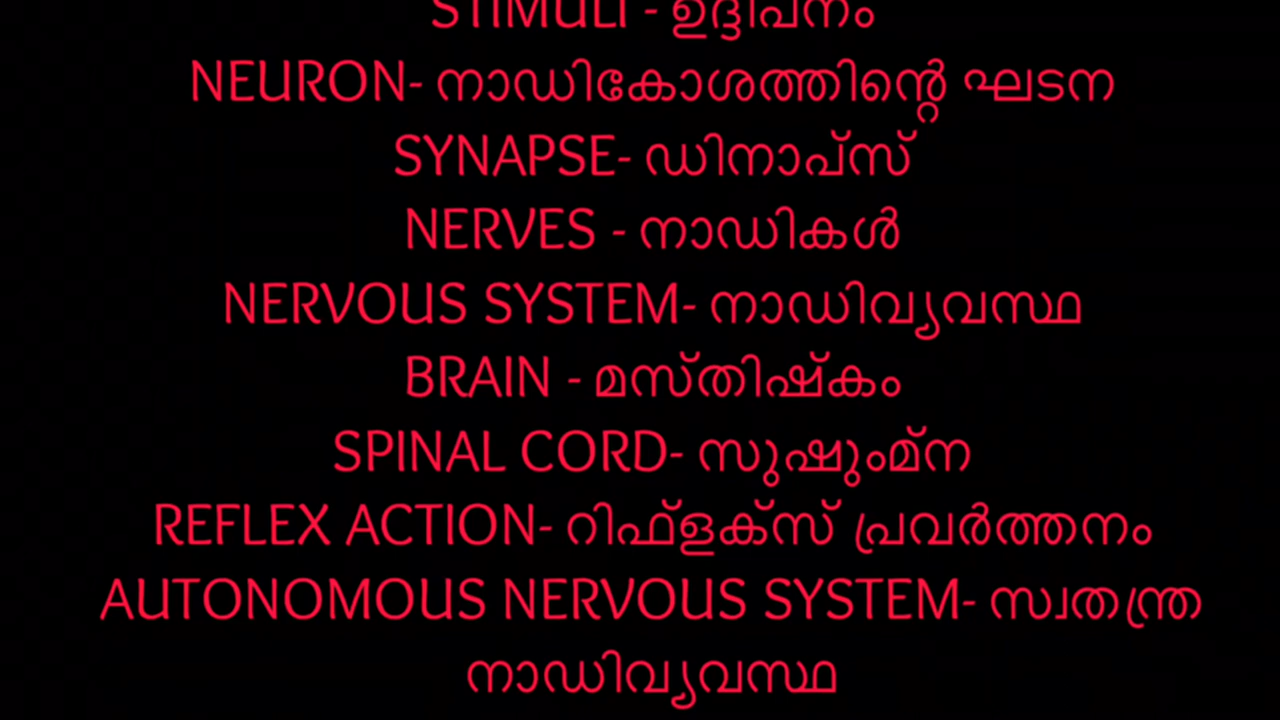 STIMULI - ഉദ്ദീപനം
NEURON- നാഡികോശത്തിന്റെ ഘടന
SYNAPSE- ഡിനാപ്സ്
NERVES - നാഡികൾ
NERVOUS SYSTEM- നാഡിവ്യവസ്ഥ
BRAIN - മസ്തിഷ്കം
SPINAL CORD- സുഷുംമ്ന
REFLEX ACTION- റിഫ്ളക്സ് പ്രവർത്തനം
AUTONOMOUS NERVOUS SYSTEM- സ്വതന്ത്ര
നാഡിവ്യവസ്ഥ